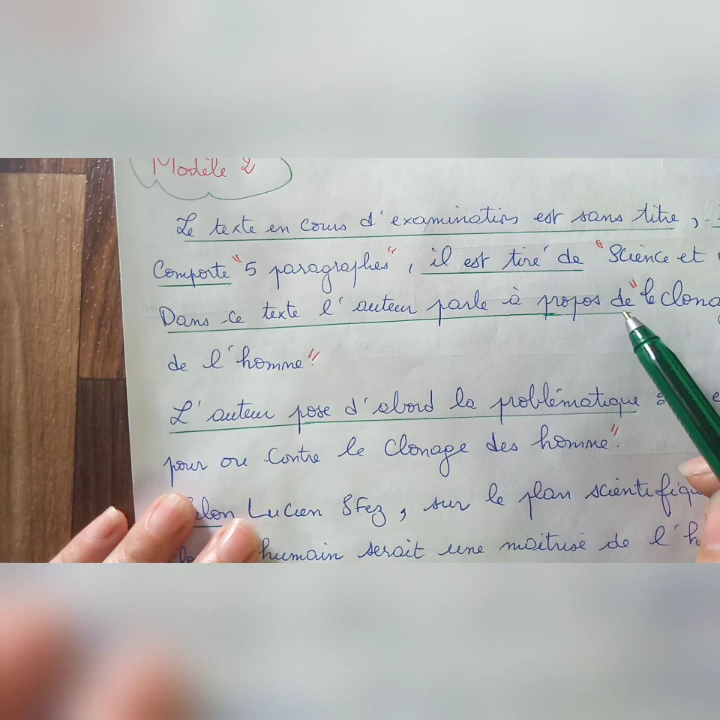 Modèle 2
Le texte en cours d'examination est sans titre,
Comporte "5 paragraphes", il est tiré de "Science et
Dans ce texte l'auteur parle à propos de "le clona
de l'homme"
L'auteur pose d'abord la problématique :
pour ou contre le clonage des homme".
Selon Lucien Sfez, sur le plan scientifiqu
humain serait une maitrise de l'h